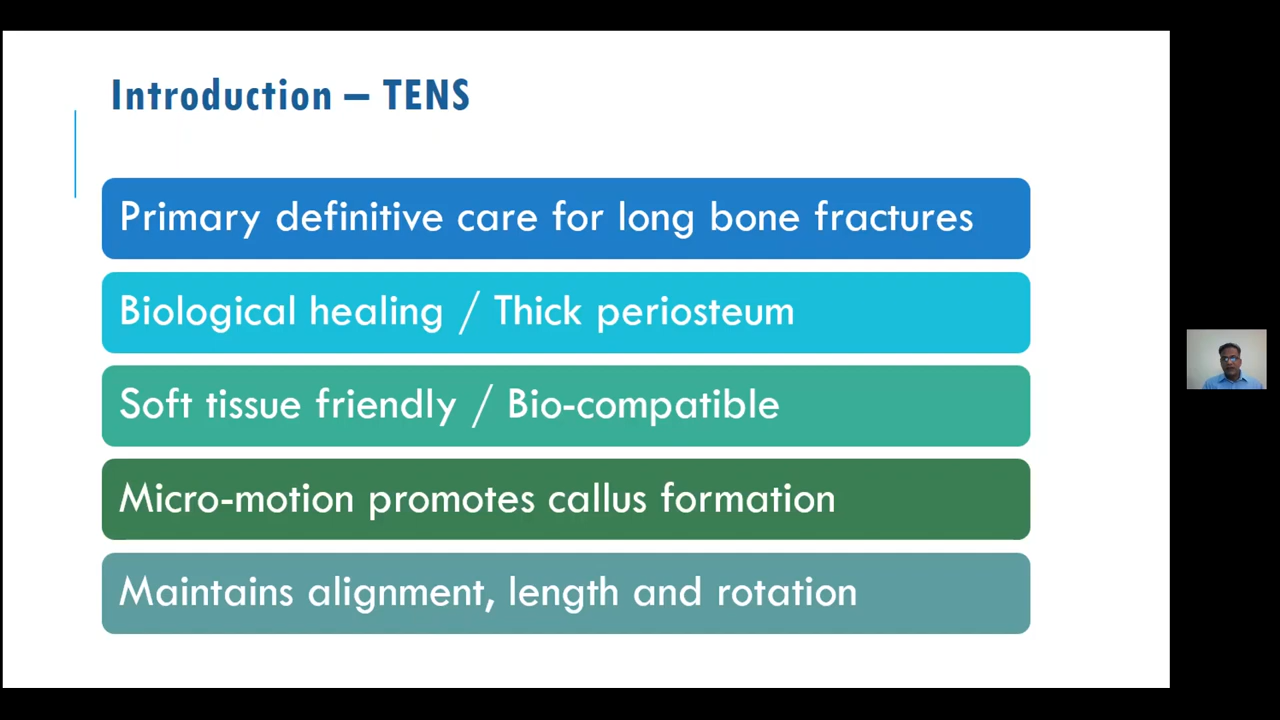 Introduction – TENS
Primary definitive care for long bone fractures
Biological healing / Thick periosteum
Soft tissue friendly / Bio-compatible
Micro-motion promotes callus formation
Maintains alignment, length and rotation